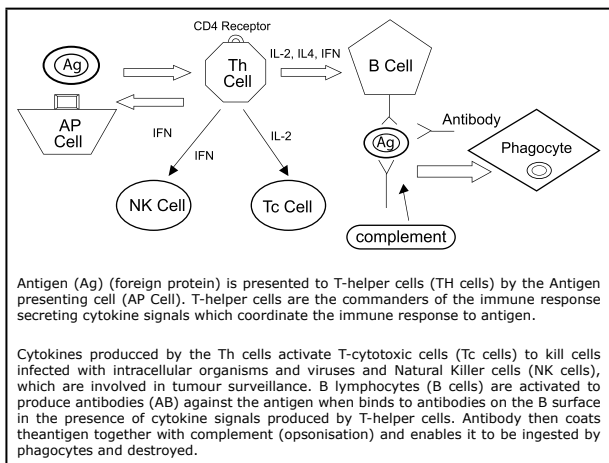 CD4 Receptor
Ag
Th
Cell
IL-2, IL4, IFN
B Cell
AP
Cell
IFN
IFN
IL-2
Antibody
Ag
Phagocyte
NK Cell
Tc Cell
complement
Antigen (Ag) (foreign protein) is presented to T-helper cells (TH cells) by the Antigen
presenting cell (AP Cell). T-helper cells are the commanders of the immune response
secreting cytokine signals which coordinate the immune response to antigen.
Cytokines producced by the Th cells activate T-cytotoxic cells (Tc cells) to kill cells
infected with intracellular organisms and viruses and Natural Killer cells (NK cells),
which are involved in tumour surveillance. B lymphocytes (B cells) are activated to
produce antibodies (AB) against the antigen when binds to antibodies on the B surface
in the presence of cytokine signals produced by T-helper cells. Antibody then coats
theantigen together with complement (opsonisation) and enables it to be ingested by
phagocytes and destroyed.